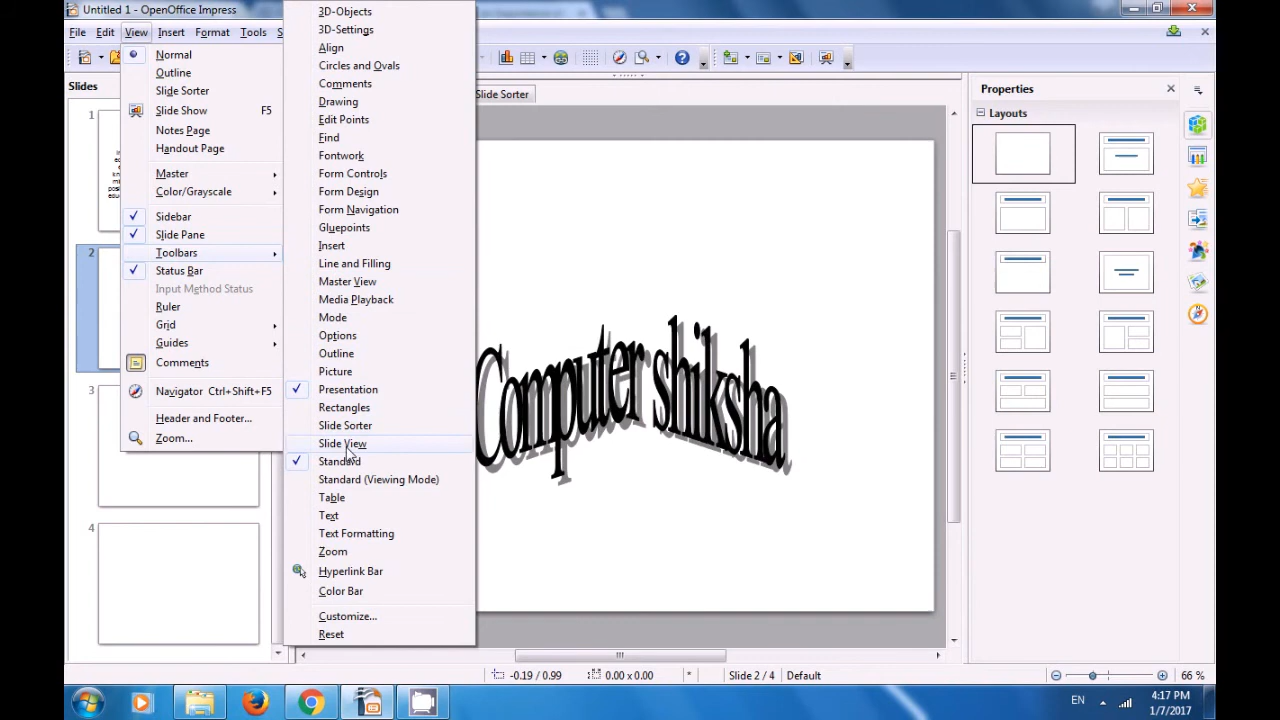 Untitled 1 - OpenOffice Impress
File Edit View Insert Format Tools S
Normal
Outline
Slide Sorter
Slide Show F5
Notes Page
Handout Page
Master
Color/Grayscale
Sidebar
Slide Pane
Toolbars
Status Bar
Input Method Status
Ruler
Grid
Guides
Comments
Navigator Ctrl+Shift+F5
Header and Footer...
Zoom...
3D-Objects
3D-Settings
Align
Circles and Ovals
Comments
Drawing
Edit Points
Find
Fontwork
Form Controls
Form Design
Form Navigation
Gluepoints
Insert
Line and Filling
Master View
Media Playback
Mode
Options
Outline
Picture
Presentation
Rectangles
Slide Sorter
Slide View
Standard
Standard (Viewing Mode)
Table
Text
Text Formatting
Zoom
Hyperlink Bar
Color Bar
Customize...
Reset
Slides
1
2
3
4
Slide Sorter
Computer shiksha
Properties
Layouts
-0.19 / 0.99 0.00 x 0.00 * Slide 2 / 4 Default 66 %
EN 4:17 PM
1/7/2017